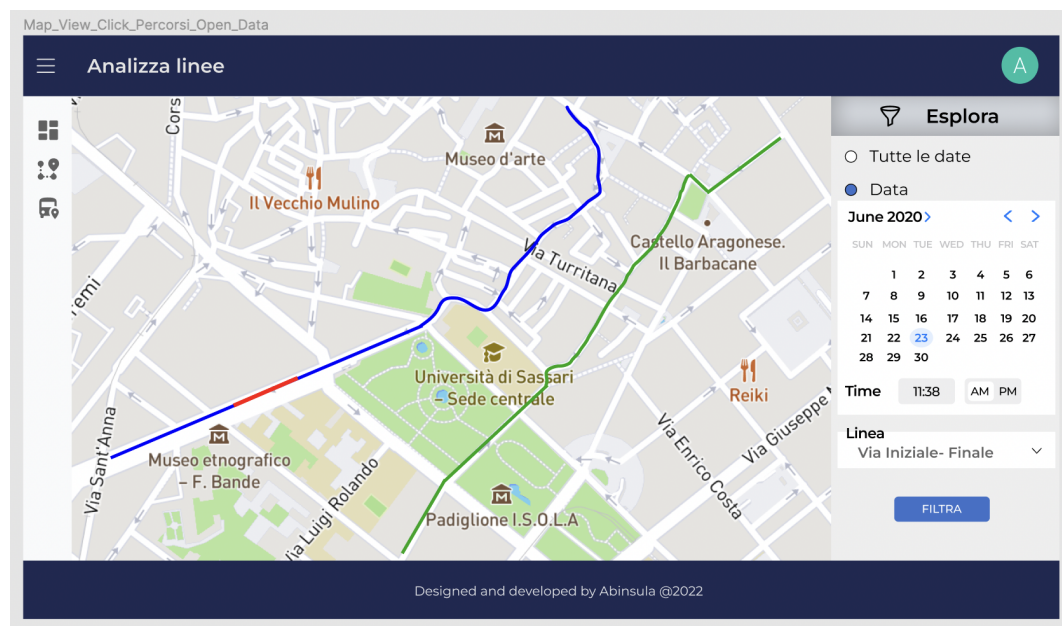 Map_View_Click_Percorsi_Open_Data
Analizza linee
A
Cors
Museo d'arte
Il Vecchio Mulino
Via Turritana
Castello Aragonese.
Il Barbacane
Università di Sassari
– Sede centrale
Reiki
Via Giuseppe
Via Enrico Costa
Via Sant'Anna
Museo etnografico
– F. Bande
Via Luigi Rolando
Padiglione I.S.O.L.A
Esplora
Tutte le date
Data
June 2020
SUN MON TUE WED THU FRI SAT
1 2 3 4 5 6
7 8 9 10 11 12 13
14 15 16 17 18 19 20
21 22 23 24 25 26 27
28 29 30
Time 11:38 AM PM
Linea
Via Iniziale- Finale
FILTRA
Designed and developed by Abinsula @2022